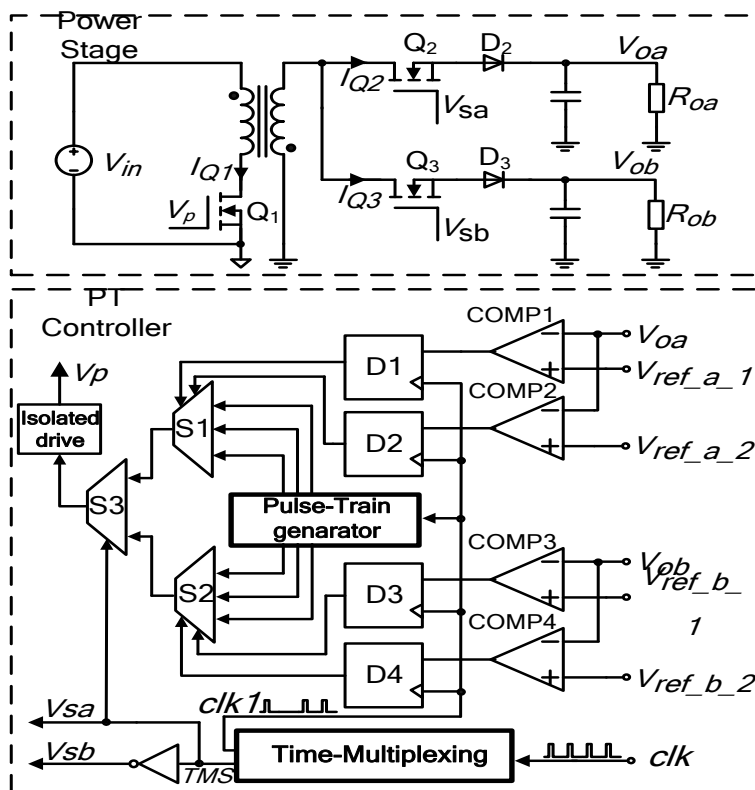 Power
Stage
Vin
IQ1
Vp
Q1
IQ2
Q2
D2
Vsa
Voa
Roa
IQ3
Q3
D3
Vsb
Vob
Rob
PT
Controller
Vp
Isolated
drive
S1
S2
S3
D1
D2
D3
D4
Pulse-Train
genarator
COMP1
COMP2
COMP3
COMP4
Voa
Vref_a_1
Vref_a_2
Vob
Vref_b_
1
Vref_b_2
Vsa
Vsb
TMS
clk1
Time-Multiplexing
clk